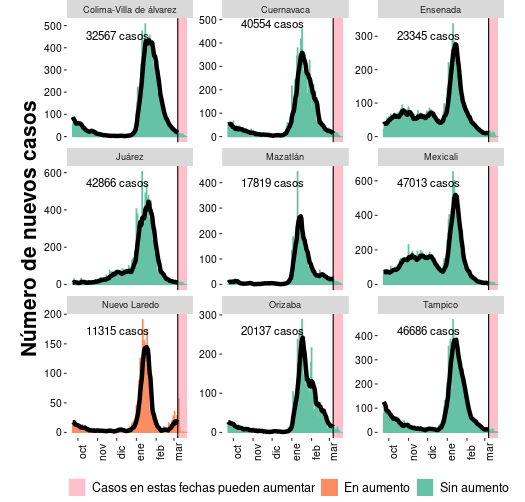 Colima-Villa de álvarez
Cuernavaca
Ensenada
32567 casos
40554 casos
23345 casos
500
400
300
200
100
0
500
400
300
200
100
0
300
200
100
0
Juárez
Mazatlán
Mexicali
42866 casos
17819 casos
47013 casos
600
400
200
0
400
300
200
100
0
600
400
200
0
Nuevo Laredo
Orizaba
Tampico
11315 casos
20137 casos
46686 casos
200
150
100
50
0
300
200
100
0
400
300
200
100
0
oct nov dic ene feb mar
oct nov dic ene feb mar
oct nov dic ene feb mar
Número de nuevos casos
Casos en estas fechas pueden aumentar
En aumento
Sin aumento